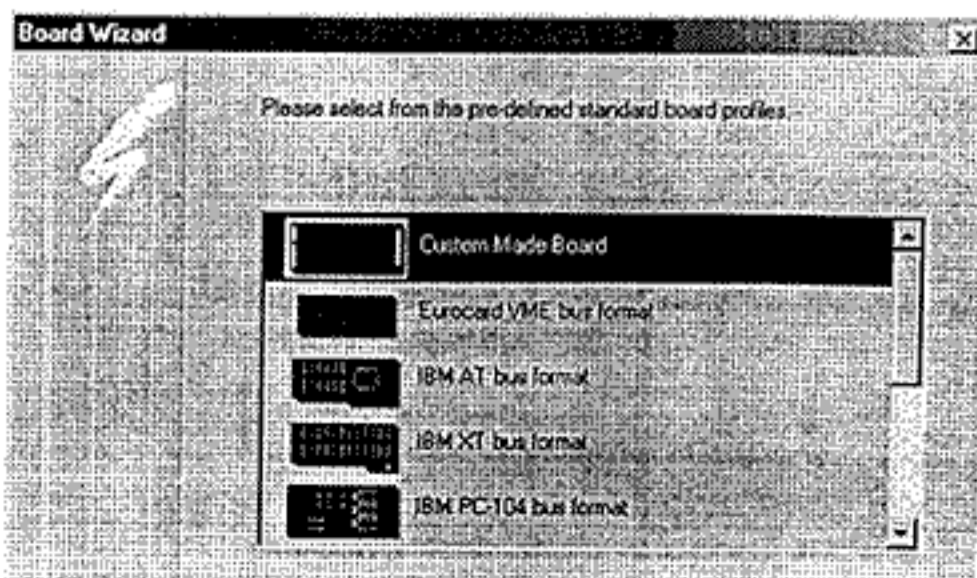 Board Wizard
Please select from the pre-defined standard board profiles.
Custom Made Board
Eurocard VME bus format
IBM AT bus format
IBM XT bus format
IBM PC-104 bus format